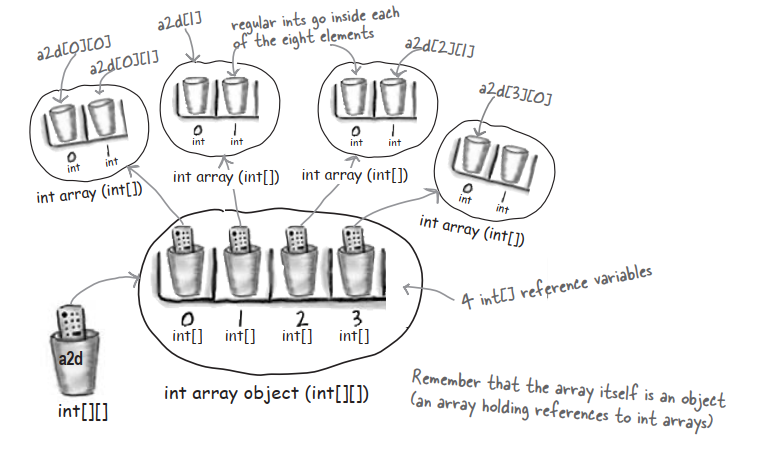 a2d[0][0]
a2d[0][1]
a2d[1]
regular ints go inside each
of the eight elements
a2d[2][1]
a2d[3][0]
0 1
int int
int array (int[])
0 1
int int
int array (int[])
0 1
int int
int array (int[])
0 1
int int
int array (int[])
0 1 2 3
int[] int[] int[] int[]
int array object (int[][])
4 int[] reference variables
a2d
int[][]
Remember that the array itself is an object
(an array holding references to int arrays)